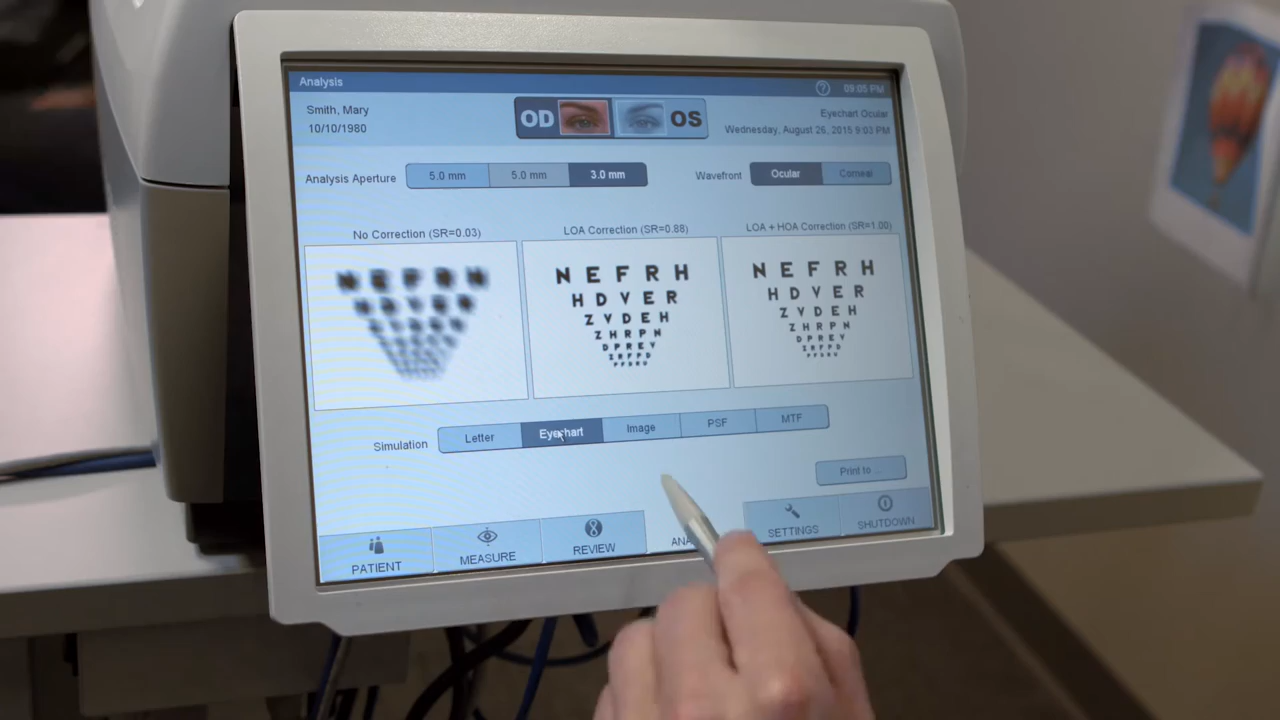 Analysis
09:05 PM
Smith, Mary
10/10/1980
OD
OS
Eyechart Ocular
Wednesday, August 26, 2015 9:03 PM
Analysis Aperture
5.0 mm
5.0 mm
3.0 mm
Wavefront
Ocular
Corneal
No Correction (SR=0.03)
LOA Correction (SR=0.88)
LOA + HOA Correction (SR=1.00)
N E F R H
H D V E R
Z V D E H
Z H R P N
D P R E V
N E F R H
H D V E R
Z V D E H
Z H R P N
D P R E V
Simulation
Letter
Eyechart
Image
PSF
MTF
Print to ...
PATIENT
MEASURE
REVIEW
SETTINGS
SHUTDOWN